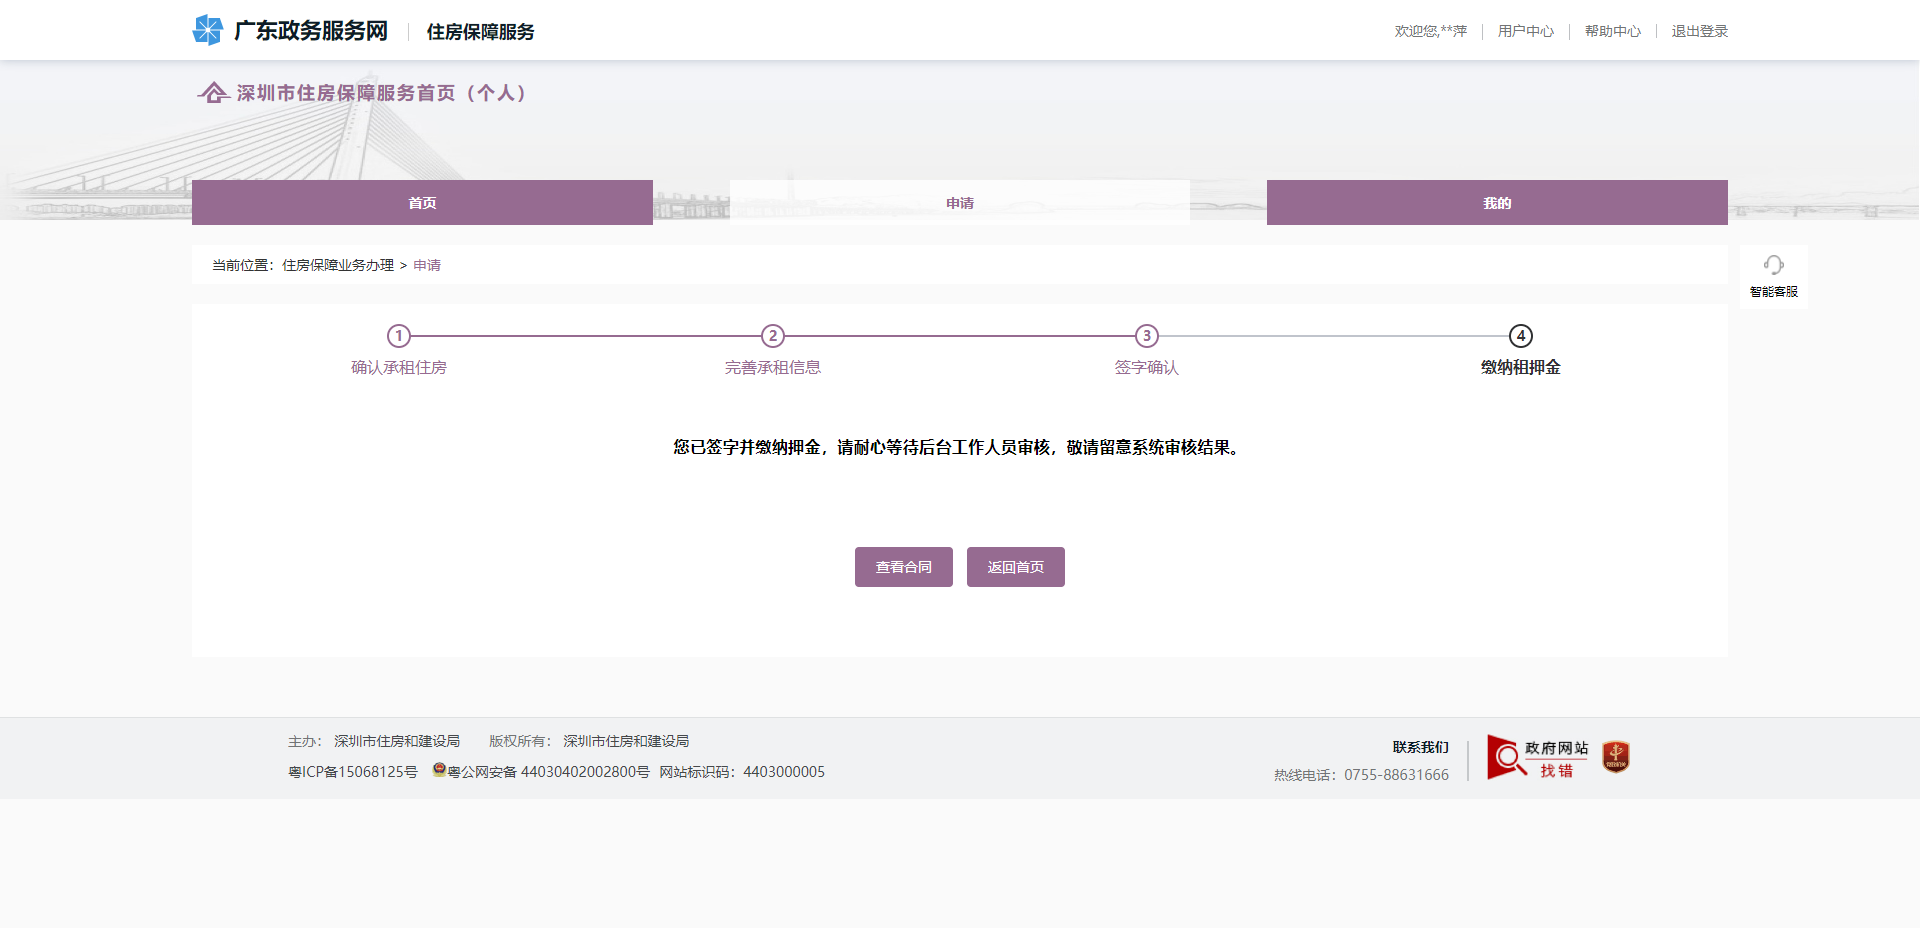 广东政务服务网 住房保障服务 欢迎您,**萍 用户中心 帮助中心 退出登录
深圳市住房保障服务首页（个人）
首页 申请 我的
当前位置：住房保障业务办理 > 申请
智能客服
1 2 3 4
确认承租住房 完善承租信息 签字确认 缴纳租押金
您已签字并缴纳押金，请耐心等待后台工作人员审核，敬请留意系统审核结果。
查看合同 返回首页
主办： 深圳市住房和建设局 版权所有： 深圳市住房和建设局
粤ICP备15068125号 粤公网安备 44030402002800号 网站标识码：4403000005
联系我们
热线电话：0755-88631666
政府网站
找错